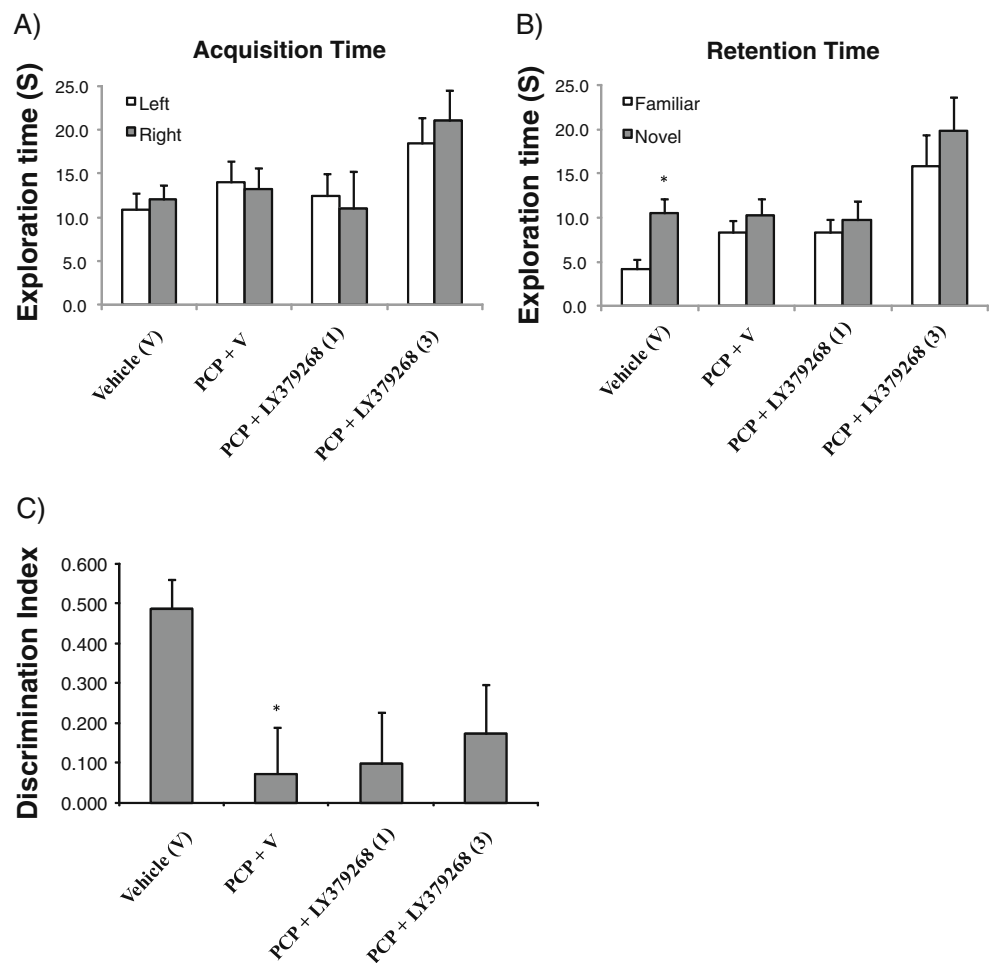 A)
Acquisition Time
Exploration time (S)
25.0
20.0
15.0
10.0
5.0
0.0
Left
Right
Vehicle (V)
PCP + V
PCP + LY379268 (1)
PCP + LY379268 (3)
B)
Retention Time
Exploration time (S)
25.0
20.0
15.0
10.0
5.0
0.0
Familiar
Novel
*
Vehicle (V)
PCP + V
PCP + LY379268 (1)
PCP + LY379268 (3)
C)
Discrimination Index
0.600
0.500
0.400
0.300
0.200
0.100
0.000
*
Vehicle (V)
PCP + V
PCP + LY379268 (1)
PCP + LY379268 (3)